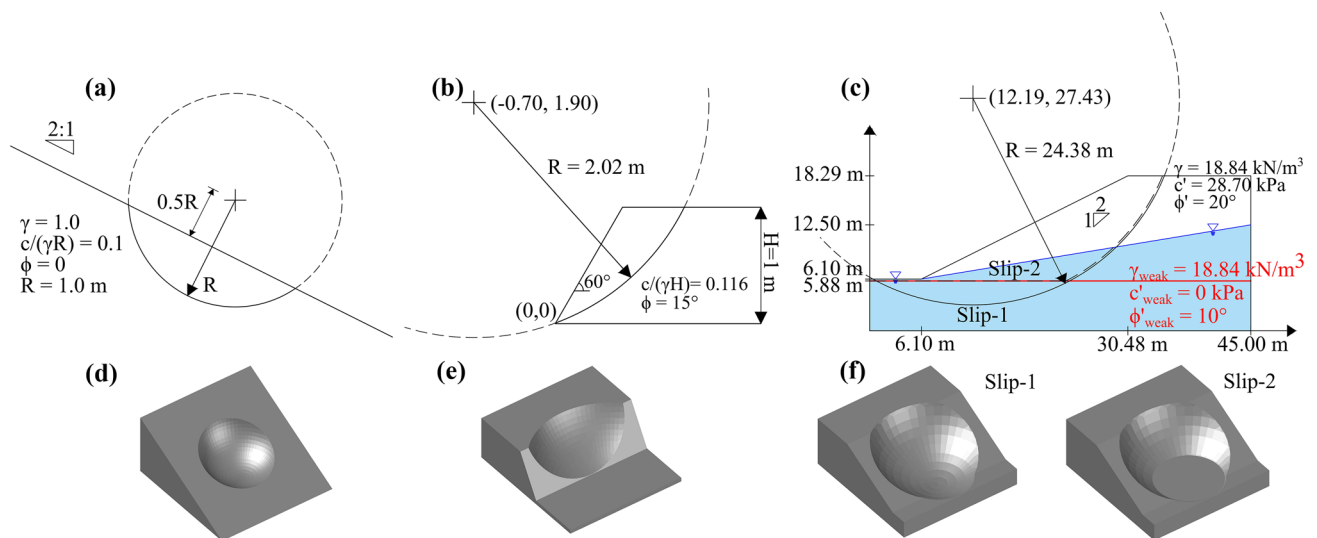 (a)
2:1
0.5R
R
γ = 1.0
c/(γR) = 0.1
ϕ = 0
R = 1.0 m
(b)
(-0.70, 1.90)
R = 2.02 m
60°
(0,0)
c/(γH)= 0.116
ϕ = 15°
H=1 m
(c)
(12.19, 27.43)
R = 24.38 m
γ = 18.84 kN/m³
c' = 28.70 kPa
ϕ' = 20°
18.29 m
12.50 m
6.10 m
5.88 m
2
1
Slip-2
Slip-1
γweak = 18.84 kN/m³
c'weak = 0 kPa
ϕ'weak = 10°
6.10 m
30.48 m
45.00 m
(d)
(e)
(f)
Slip-1
Slip-2